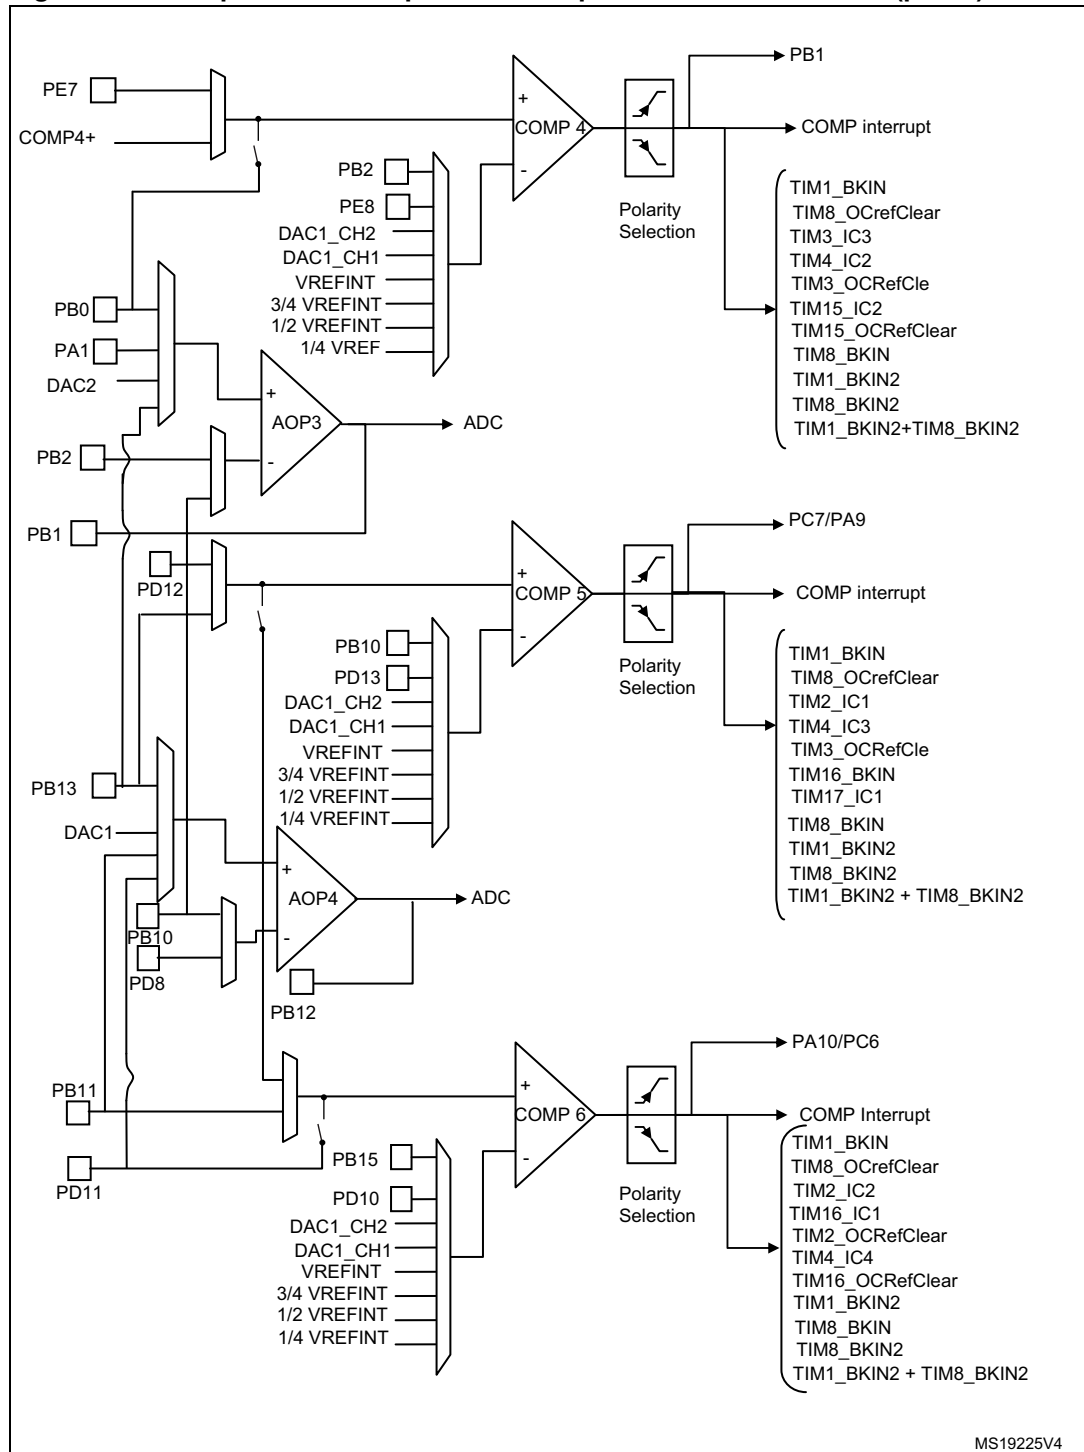 PB1
PE7
COMP4+
+
COMP 4
-
COMP interrupt
PB2
PE8
DAC1_CH2
DAC1_CH1
VREFINT
3/4 VREFINT
1/2 VREFINT
1/4 VREF
Polarity
Selection
TIM1_BKIN
TIM8_OCrefClear
TIM3_IC3
TIM4_IC2
TIM3_OCRefCle
TIM15_IC2
TIM15_OCRefClear
TIM8_BKIN
TIM1_BKIN2
TIM8_BKIN2
TIM1_BKIN2+TIM8_BKIN2
PB0
PA1
DAC2
+
AOP3
-
ADC
PB2
PB1
PD12
PC7/PA9
+
COMP 5
-
COMP interrupt
PB10
PD13
DAC1_CH2
DAC1_CH1
VREFINT
3/4 VREFINT
1/2 VREFINT
1/4 VREFINT
Polarity
Selection
TIM1_BKIN
TIM8_OCrefClear
TIM2_IC1
TIM4_IC3
TIM3_OCRefCle
TIM16_BKIN
TIM17_IC1
TIM8_BKIN
TIM1_BKIN2
TIM8_BKIN2
TIM1_BKIN2 + TIM8_BKIN2
PB13
DAC1
+
AOP4
-
ADC
PB10
PD8
PB12
PA10/PC6
PB11
PD11
+
COMP 6
-
COMP Interrupt
PB15
PD10
DAC1_CH2
DAC1_CH1
VREFINT
3/4 VREFINT
1/2 VREFINT
1/4 VREFINT
Polarity
Selection
TIM1_BKIN
TIM8_OCrefClear
TIM2_IC2
TIM16_IC1
TIM2_OCRefClear
TIM4_IC4
TIM16_OCRefClear
TIM1_BKIN2
TIM8_BKIN
TIM8_BKIN2
TIM1_BKIN2 + TIM8_BKIN2
MS19225V4